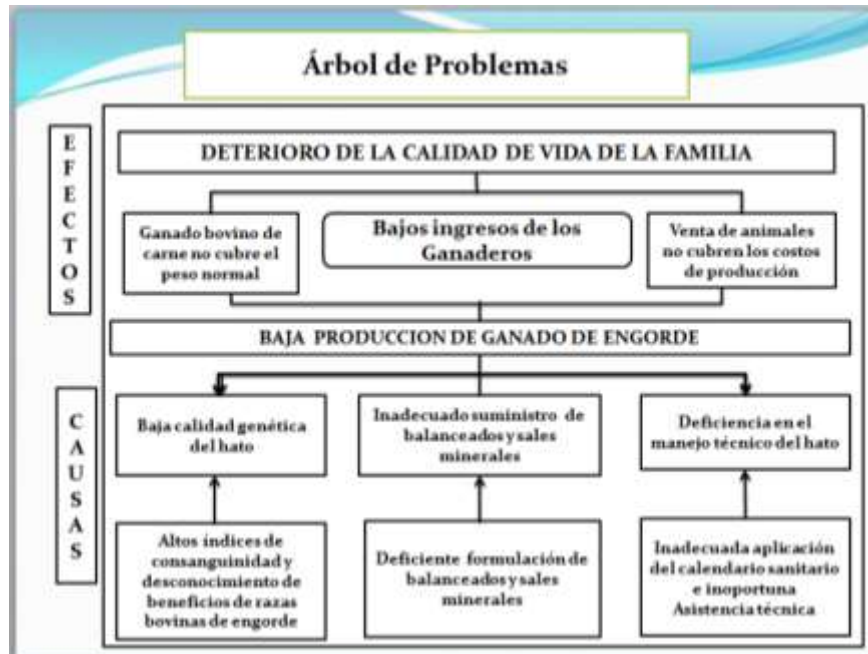 Árbol de Problemas
EFECTOS
DETERIORO DE LA CALIDAD DE VIDA DE LA FAMILIA
Ganado bovino de
carne no cubre el
peso normal
Bajos ingresos de los
Ganaderos
Venta de animales
no cubren los costos
de producción
BAJA PRODUCCION DE GANADO DE ENGORDE
CAUSAS
Baja calidad genética
del hato
Inadecuado suministro de
balanceados y sales
minerales
Deficiencia en el
manejo técnico del hato
Altos índices de
consanguinidad y
desconocimiento de
beneficios de razas
bovinas de engorde
Deficiente formulación de
balanceados y sales
minerales
Inadecuada aplicación
del calendario sanitario
e inoportuna
Asistencia técnica